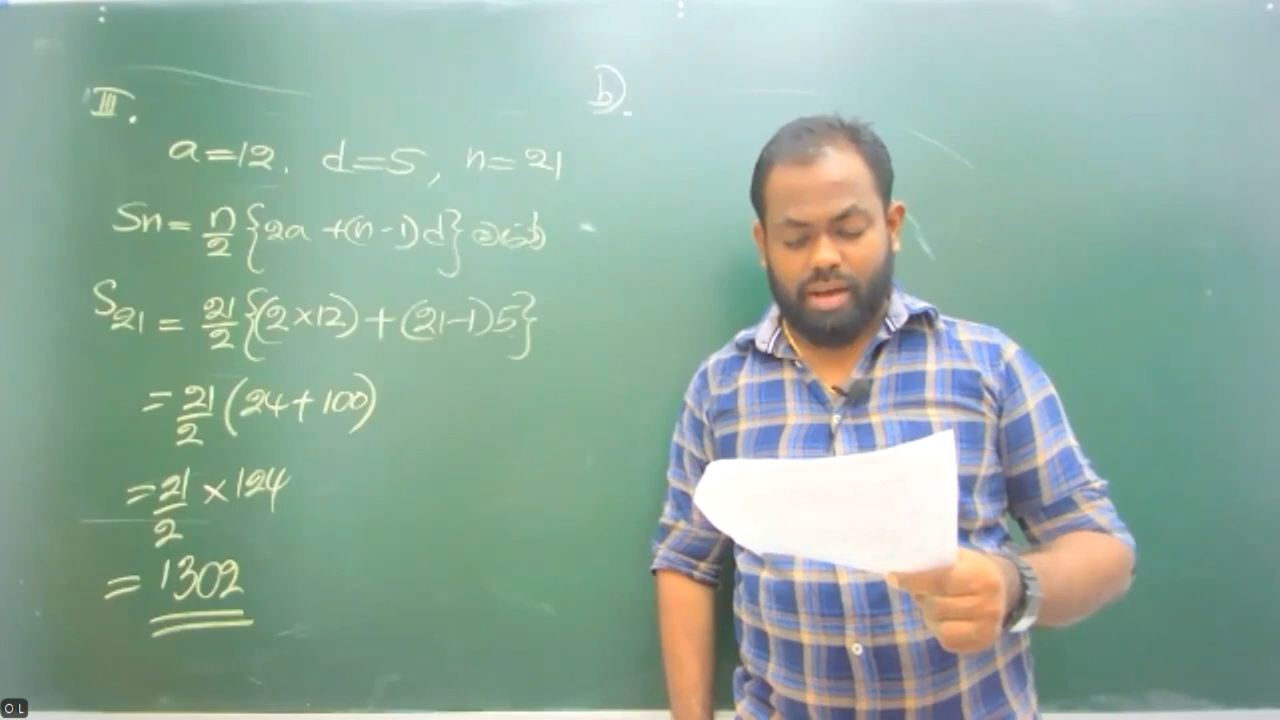 III.
a=12, d=5, n=21
Sn = n/2 {2a +(n-1)d}
S₂₁ = 21/2 {(2×12)+(21-1)5}
= 21/2 (24+100)
= 21/2 ×124
= 1302
b).
OL